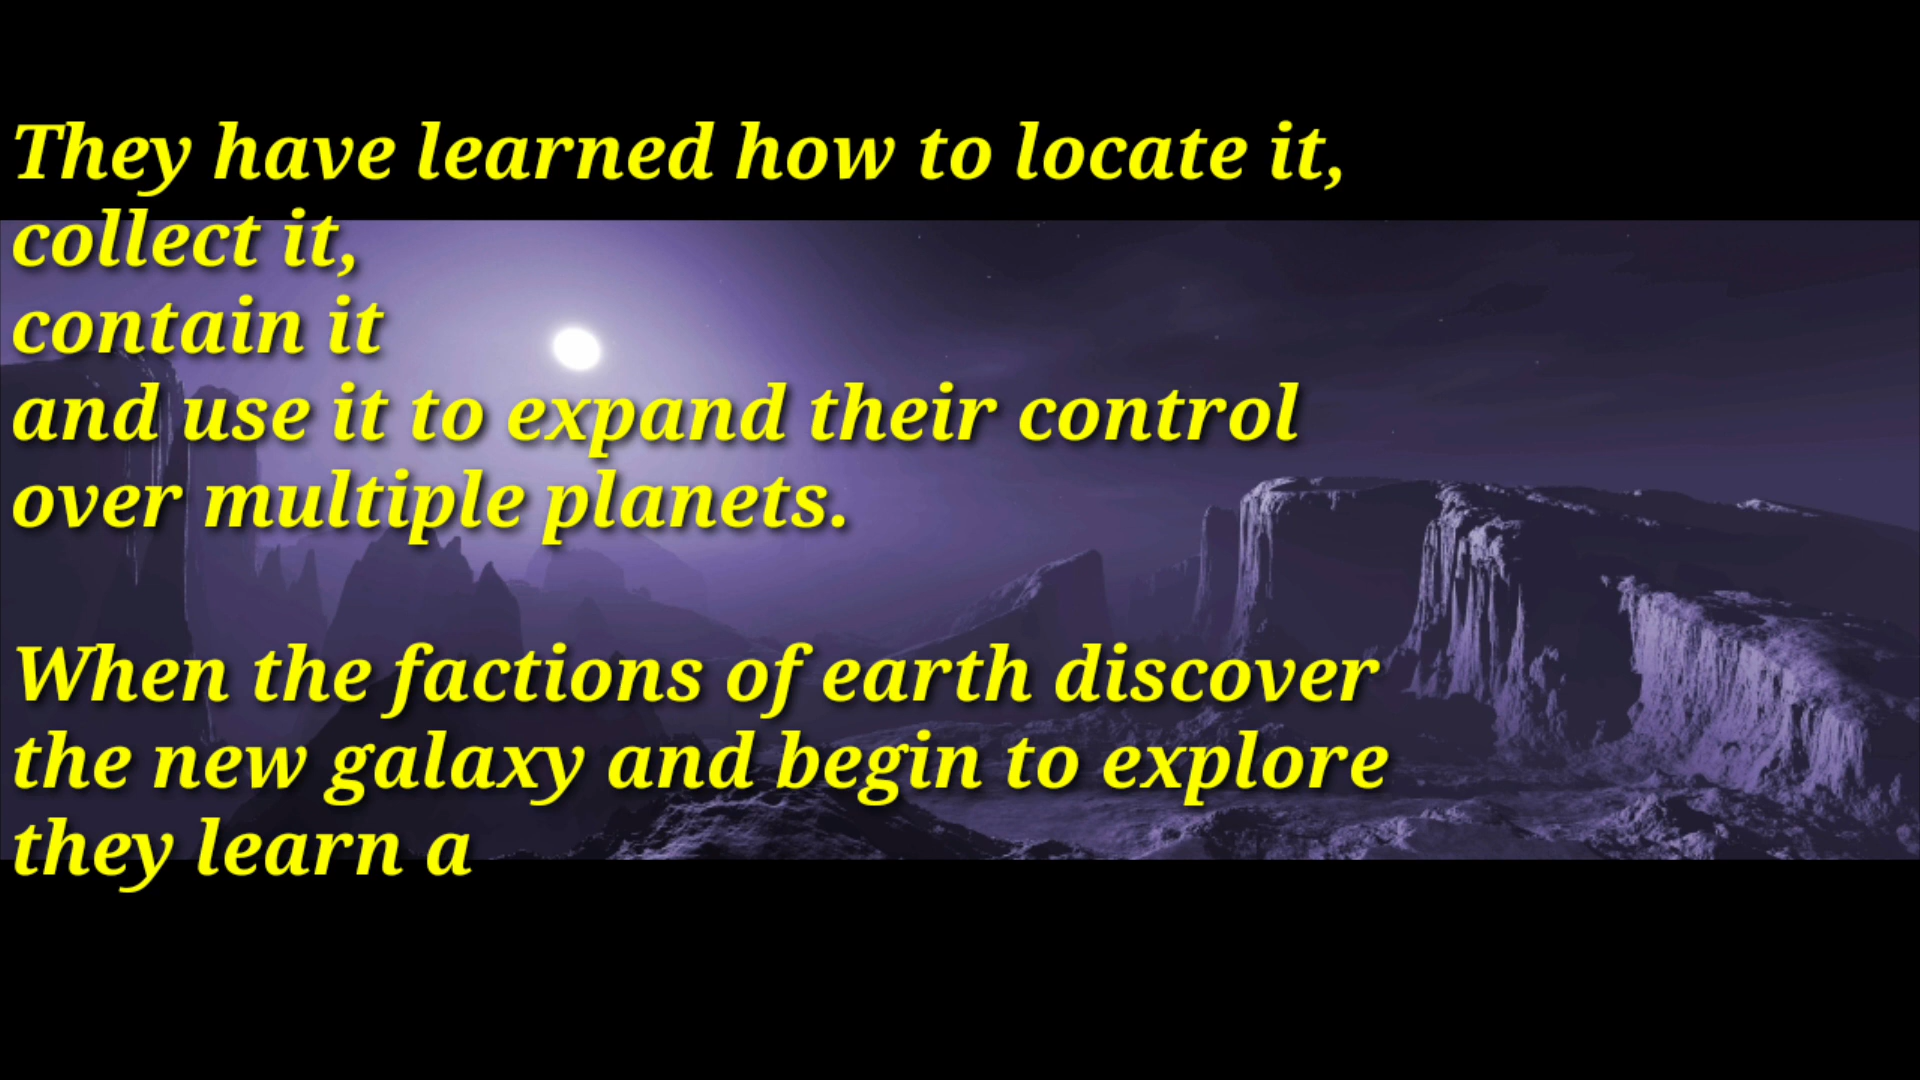 They have learned how to locate it,
collect it,
contain it
and use it to expand their control
over multiple planets.
When the factions of earth discover
the new galaxy and begin to explore
they learn a